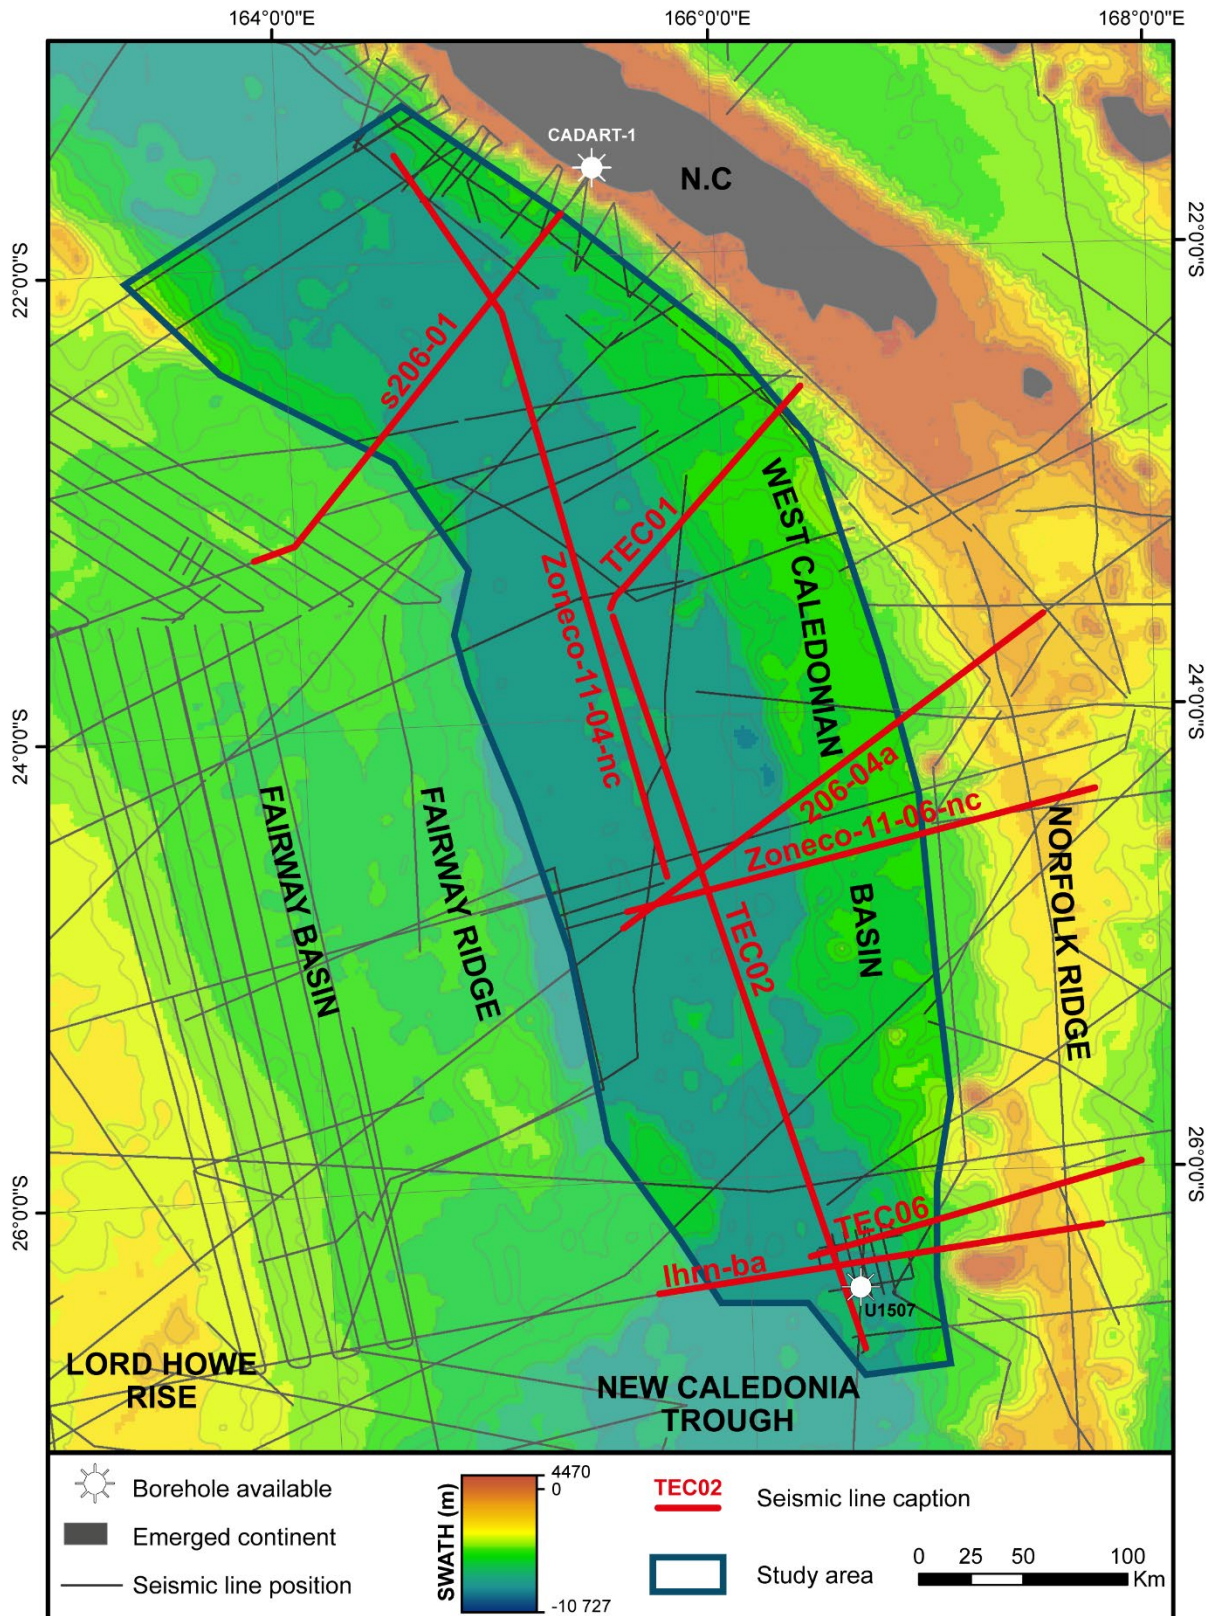 164°0'0"E
166°0'0"E
168°0'0"E
CADART-1
N.C
22°0'0"S
22°0'0"S
s206-01
TEC01
WEST CALEDONIAN
Zoneco-11-04-nc
24°0'0"S
24°0'0"S
206-04a
Zoneco-11-06-nc
FAIRWAY BASIN
FAIRWAY RIDGE
TEC02
BASIN
NORFOLK RIDGE
26°0'0"S
26°0'0"S
TEC06
lhrn-ba
U1507
LORD HOWE
RISE
NEW CALEDONIA
TROUGH
Borehole available
Emerged continent
Seismic line position
SWATH (m)
4470
0
-10 727
TEC02
Seismic line caption
Study area
0 25 50 100
Km